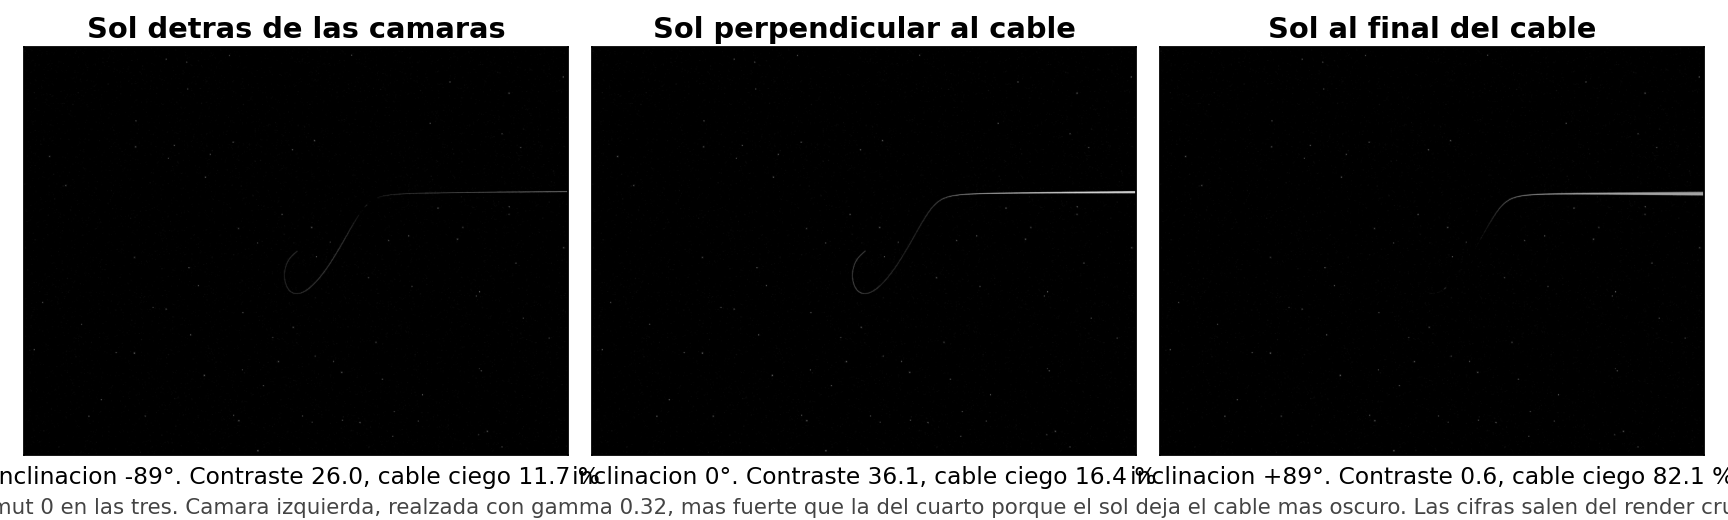 Sol detras de las camaras
Sol perpendicular al cable
Sol al final del cable
nclinacion -89°. Contraste 26.0, cable ciego 11.7 %
inclinacion 0°. Contraste 36.1, cable ciego 16.4 %
inclinacion +89°. Contraste 0.6, cable ciego 82.1 %
mut 0 en las tres. Camara izquierda, realzada con gamma 0.32, mas fuerte que la del cuarto porque el sol deja el cable mas oscuro. Las cifras salen del render cru